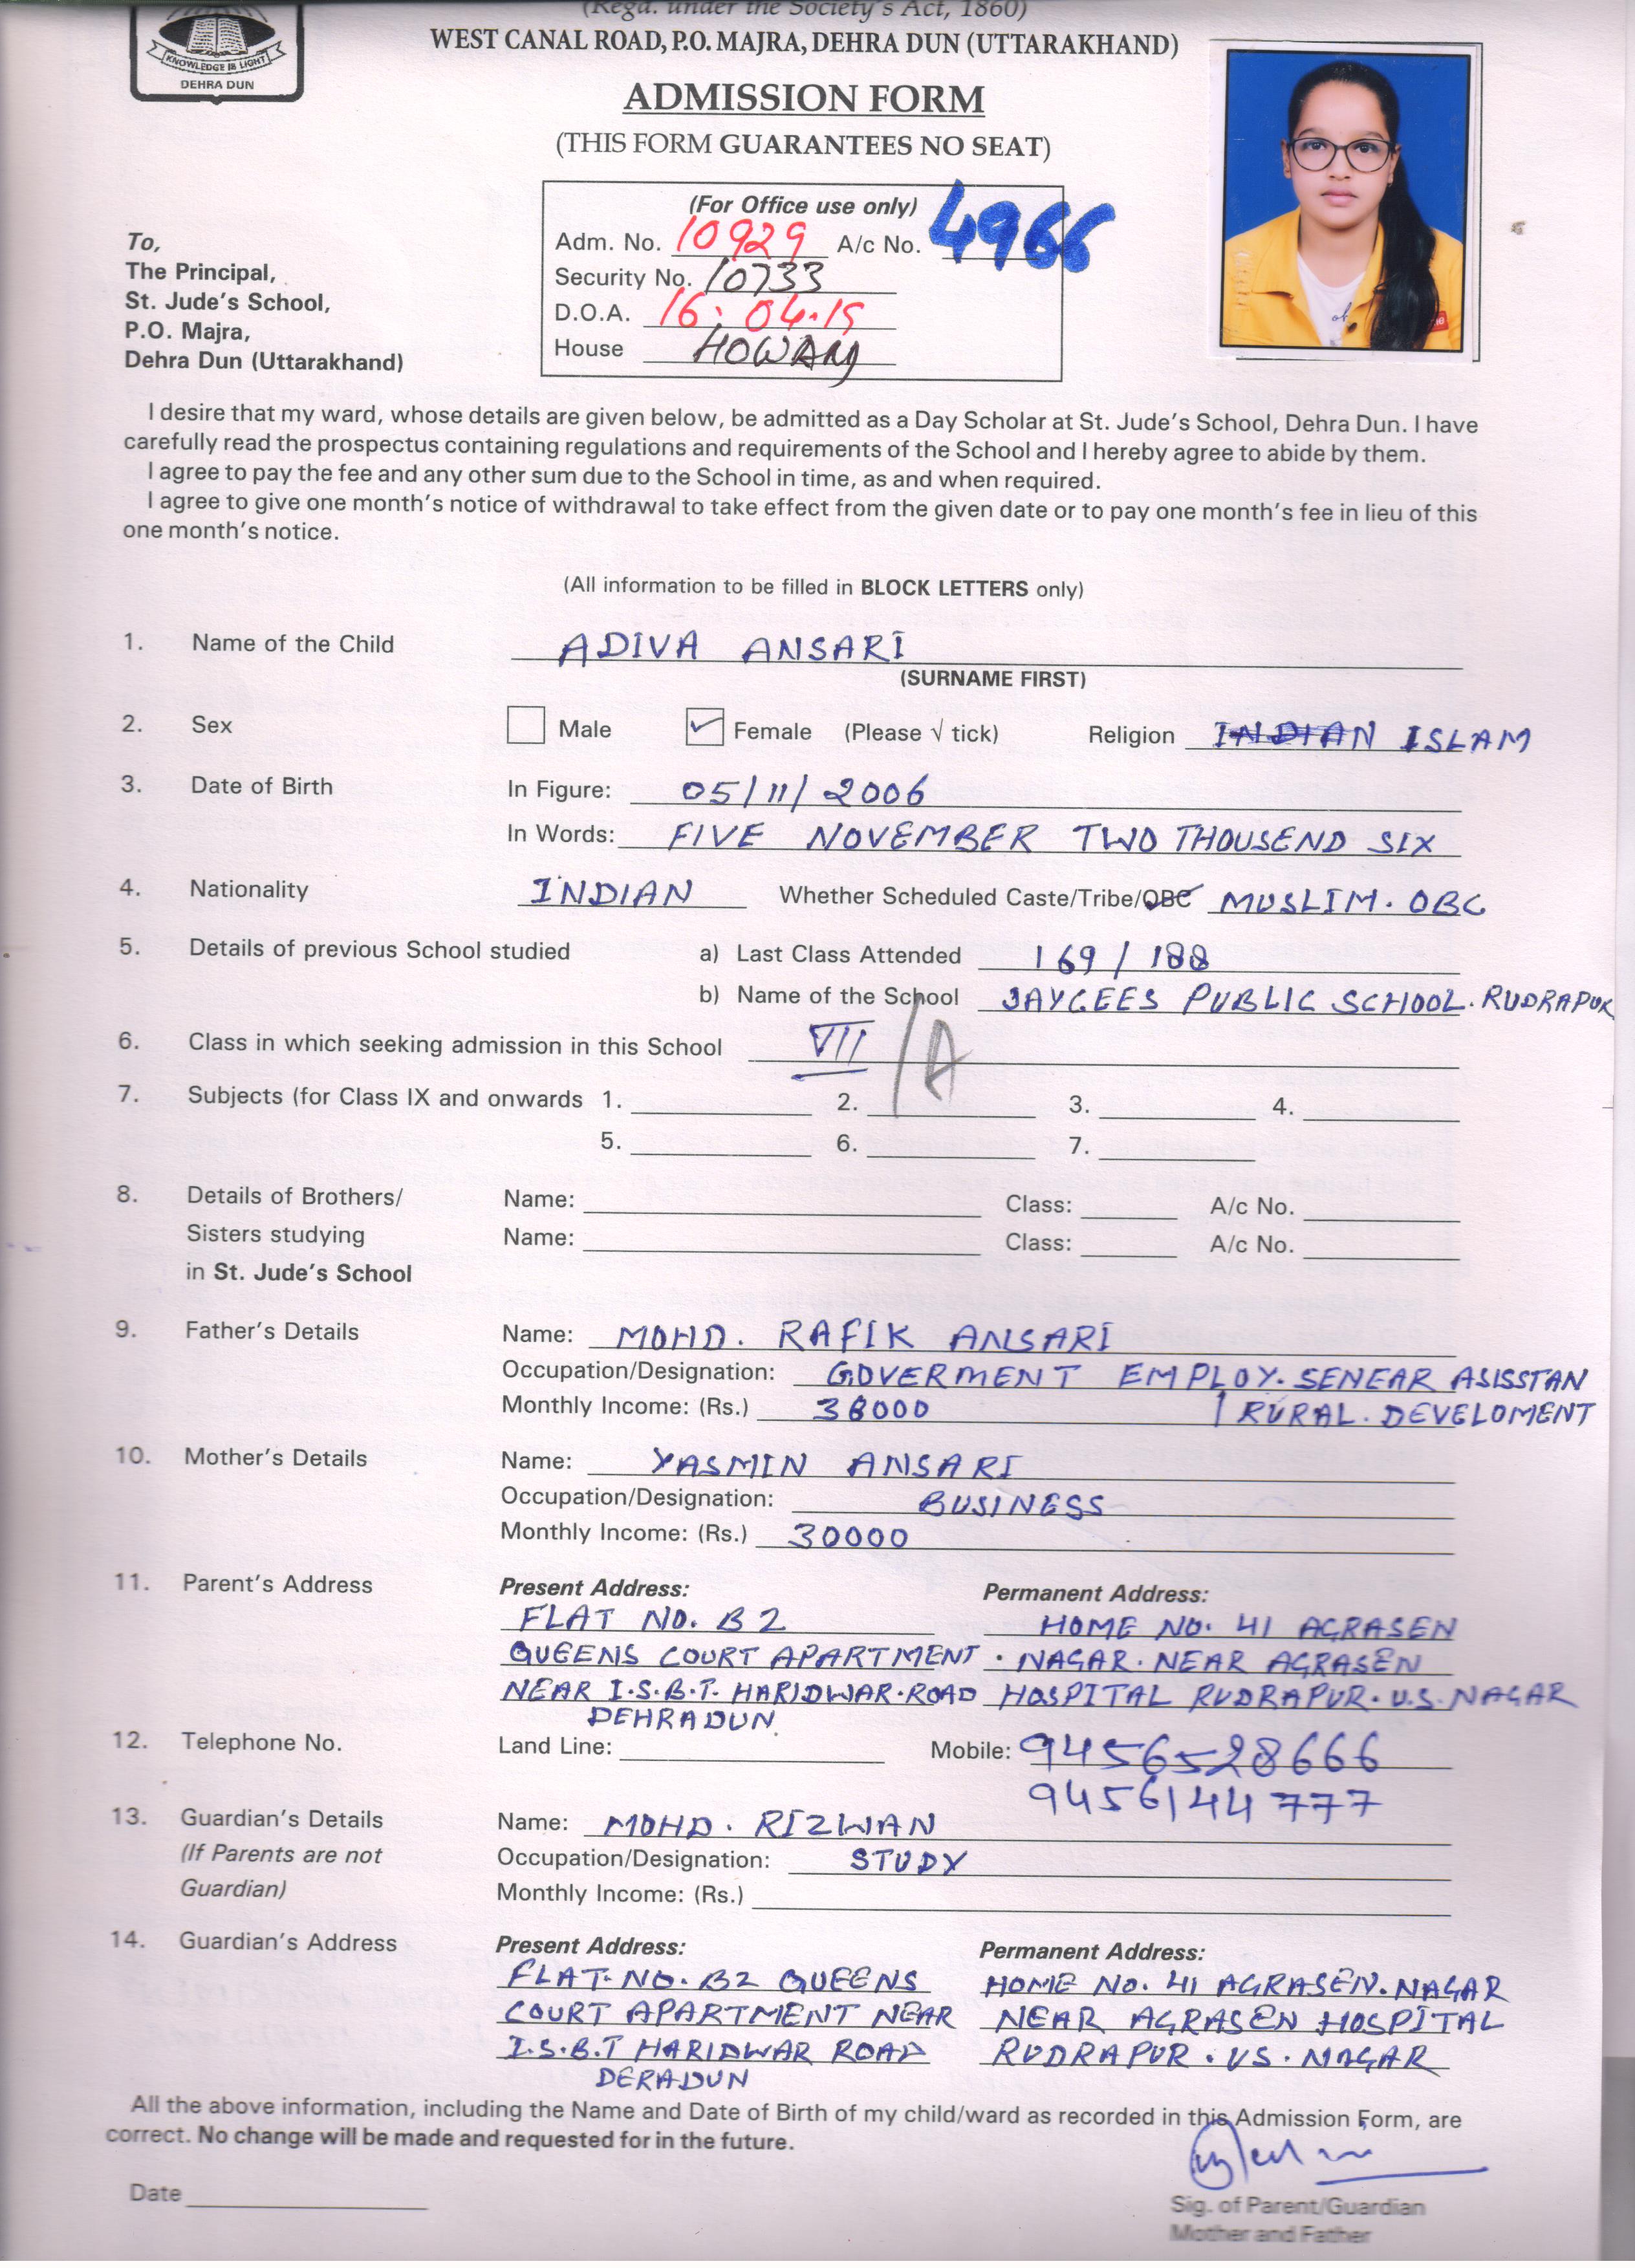 (Regd. under the Society's Act, 1860)
WEST CANAL ROAD, P.O. MAJRA, DEHRA DUN (UTTARAKHAND)
KNOWLEDGE IS LIGHT
DEHRA DUN
ADMISSION FORM
(THIS FORM GUARANTEES NO SEAT)
(For Office use only)
Adm. No. 10929 A/c No. 4966
Security No. 10733
D.O.A. 16. 04.15
House
To,
The Principal,
St. Jude's School,
P.O. Majra,
Dehra Dun (Uttarakhand)
I desire that my ward, whose details are given below, be admitted as a Day Scholar at St. Jude's School, Dehra Dun. I have
carefully read the prospectus containing regulations and requirements of the School and I hereby agree to abide by them.
I agree to pay the fee and any other sum due to the School in time, as and when required.
I agree to give one month's notice of withdrawal to take effect from the given date or to pay one month's fee in lieu of this
one month's notice.
(All information to be filled in BLOCK LETTERS only)
1. Name of the Child ADIVA ANSARI
(SURNAME FIRST)
2. Sex Male Female (Please √ tick) Religion INDIAN ISLAM
3. Date of Birth In Figure: 05/11/2006
In Words: FIVE NOVEMBER TWO THOUSEND SIX
4. Nationality INDIAN Whether Scheduled Caste/Tribe/OBC MUSLIM. OBC
5. Details of previous School studied a) Last Class Attended 169/188
b) Name of the School JAYCEES PUBLIC SCHOOL. RUDRAPUR
6. Class in which seeking admission in this School VII /A
7. Subjects (for Class IX and onwards 1. 2. 3. 4.
5. 6. 7.
8. Details of Brothers/ Name: Class: A/c No.
Sisters studying Name: Class: A/c No.
in St. Jude's School
9. Father's Details Name: MOHD. RAFIK ANSARI
Occupation/Designation: GOVERMENT EMPLOY. SENEAR ASISSTAN
Monthly Income: (Rs.) 38000 RURAL. DEVELOMENT
10. Mother's Details Name: YASMIN ANSARI
Occupation/Designation: BUSINESS
Monthly Income: (Rs.) 30000
11. Parent's Address Present Address: Permanent Address:
FLAT NO. B2 HOME NO. 41 AGRASEN
QUEENS COURT APARTMENT . NAGAR. NEAR AGRASEN
NEAR I.S.B.T. HARIDWAR.ROAD HOSPITAL RUDRAPUR. U.S. NAGAR
DEHRADUN.
12. Telephone No. Land Line: Mobile: 9456528666
9456144777
13. Guardian's Details Name: MOHD. RIZWAN
(If Parents are not Occupation/Designation: STUDY
Guardian) Monthly Income: (Rs.)
14. Guardian's Address Present Address: Permanent Address:
FLAT. NO. B2 QUEENS HOME NO. 41 AGRASEN. NAGAR
COURT APARTMENT NEAR NEAR AGRASEN HOSPITAL
I.S.B.T HARIDWAR ROAD RUDRAPUR. US. NAGAR
DERADUN
All the above information, including the Name and Date of Birth of my child/ward as recorded in this Admission Form, are
correct. No change will be made and requested for in the future.
Date
Sig. of Parent/Guardian
Mother and Father